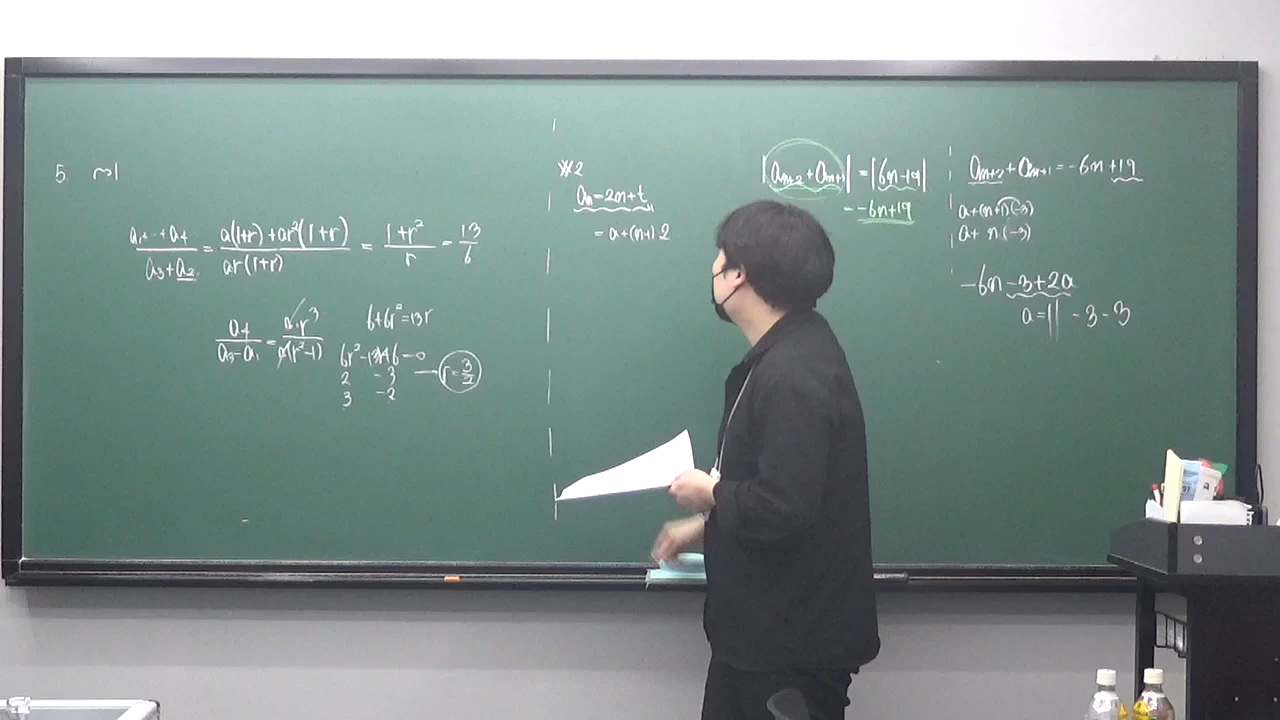 5. ~1
(a₁+⋯+a₄)/(a₃+a₂) = (a(1+r)+ar²(1+r))/(ar(1+r)) = (1+r²)/r = 13/6
a₄/(a₃-a₁) = a₁r³/(a(r²-1))
6+6r²=13r
6r²-13r+6=0
2 -3
3 -2
r=3/2
※2
aₙ=2n+t
=a+(n-1)2
|aₙ₊₂+aₙ₊₁|=|6n-19|
=-6n+19
aₙ₊₂+aₙ₊₁=-6n+19
a+(n+1)(-3)
a+ n(-3)
-6n-3+2a
a=11 -3-3